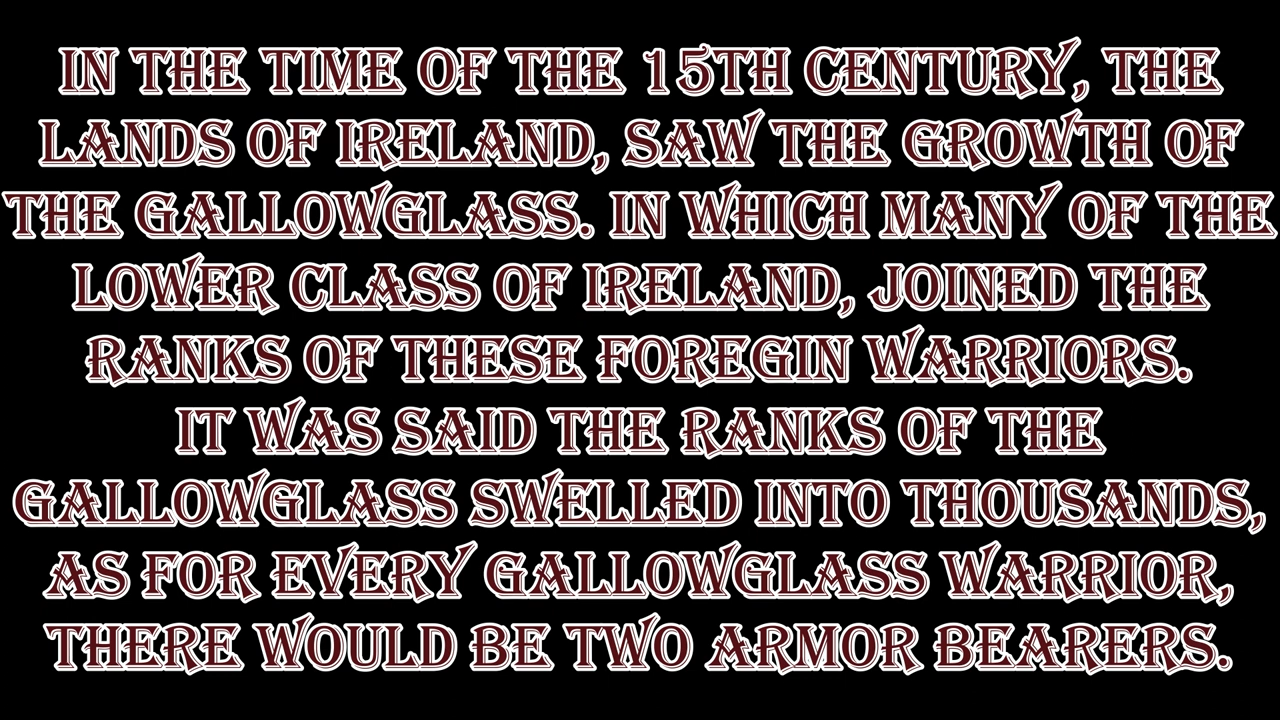 IN THE TIME OF THE 15TH CENTURY, THE
LANDS OF IRELAND, SAW THE GROWTH OF
THE GALLOWGLASS. IN WHICH MANY OF THE
LOWER CLASS OF IRELAND, JOINED THE
RANKS OF THESE FOREGIN WARRIORS.
IT WAS SAID THE RANKS OF THE
GALLOWGLASS SWELLED INTO THOUSANDS,
AS FOR EVERY GALLOWGLASS WARRIOR,
THERE WOULD BE TWO ARMOR BEARERS.